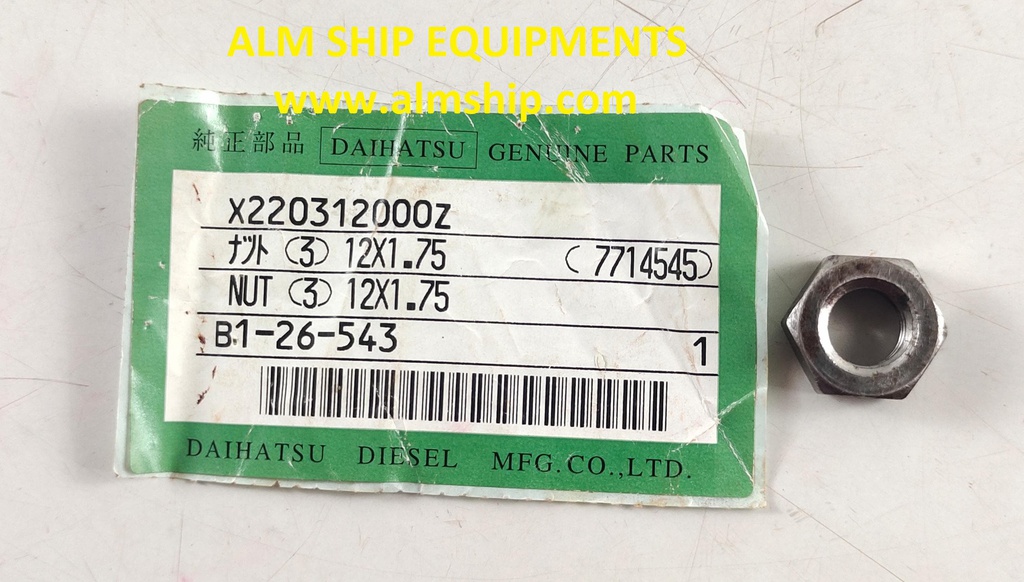 ALM SHIP EQUIPMENTS
www.almship.com
純正部品 DAIHATSU GENUINE PARTS
X220312000Z
ナット (3) 12X1.75 (7714545)
NUT (3) 12X1.75
B1-26-543 1
DAIHATSU DIESEL MFG.CO.,LTD.